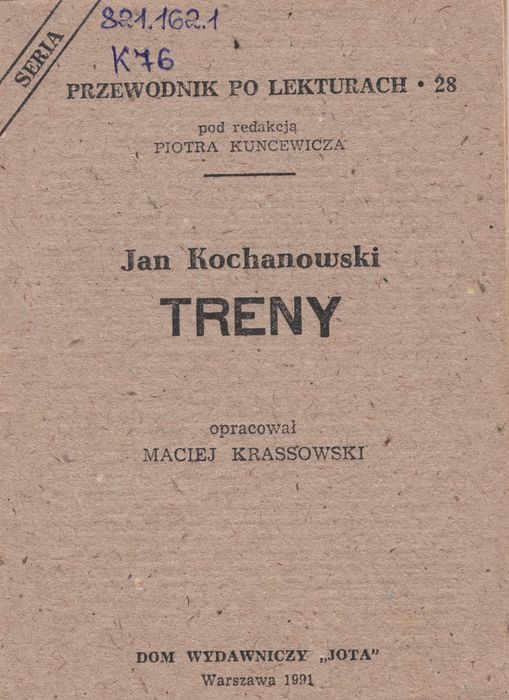 821.162.1
K76
SERIA
PRZEWODNIK PO LEKTURACH • 28
pod redakcją
PIOTRA KUNCEWICZA
Jan Kochanowski
TRENY
opracował
MACIEJ KRASSOWSKI
DOM WYDAWNICZY „JOTA"
Warszawa 1991